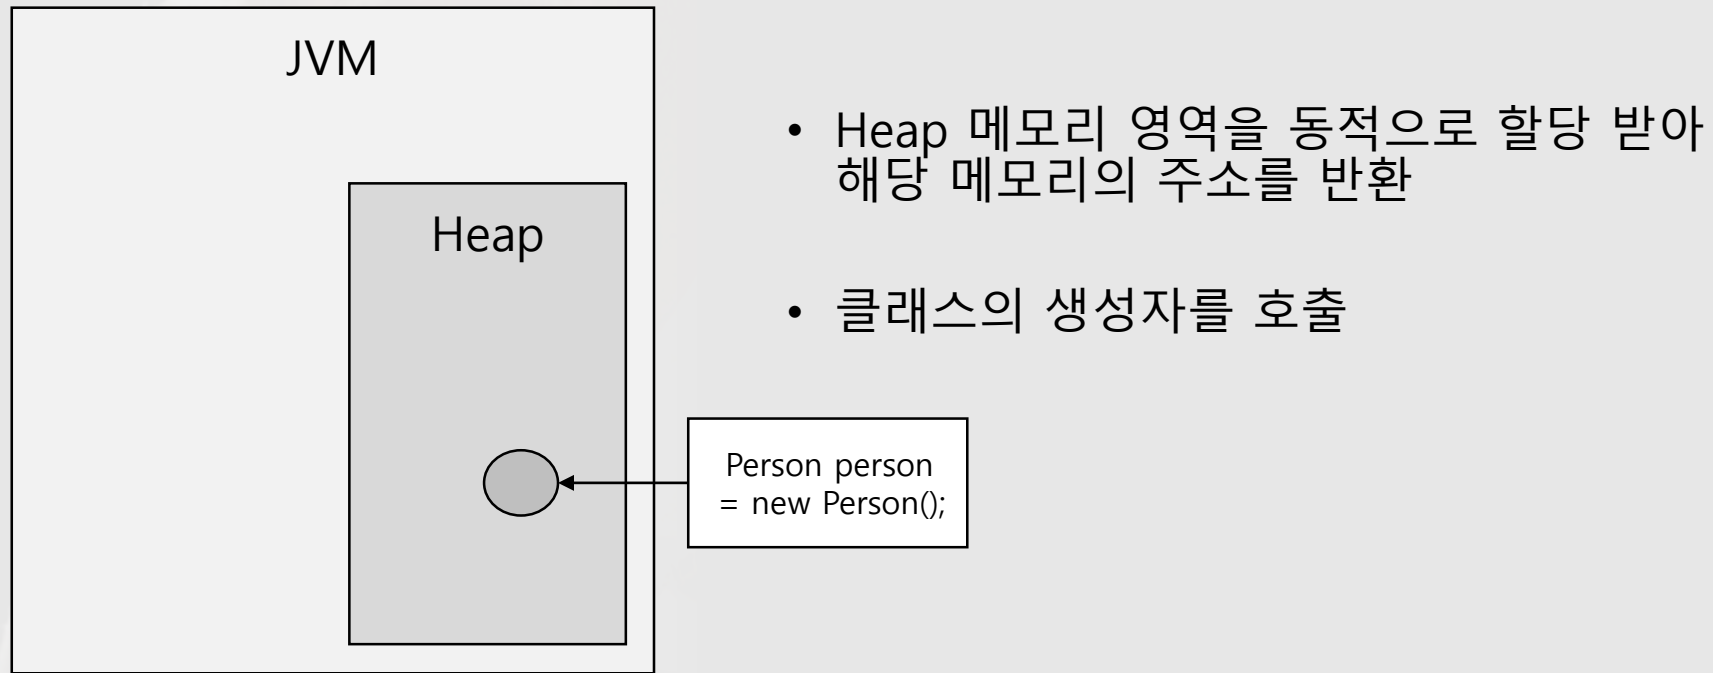 JVM
Heap
• Heap 메모리 영역을 동적으로 할당 받아
해당 메모리의 주소를 반환
• 클래스의 생성자를 호출
Person person
= new Person();